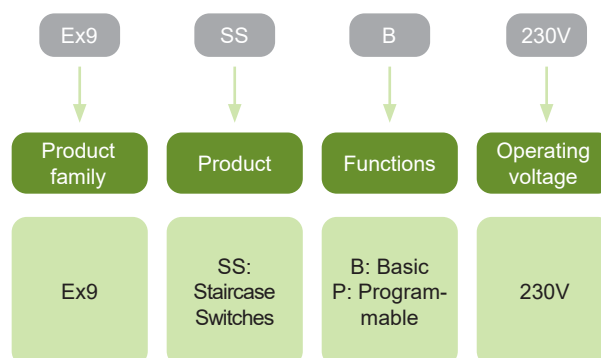 Ex9 SS B 230V
Product family
Product
Functions
Operating voltage
Ex9
SS:
Staircase
Switches
B: Basic
P: Program-
mable
230V